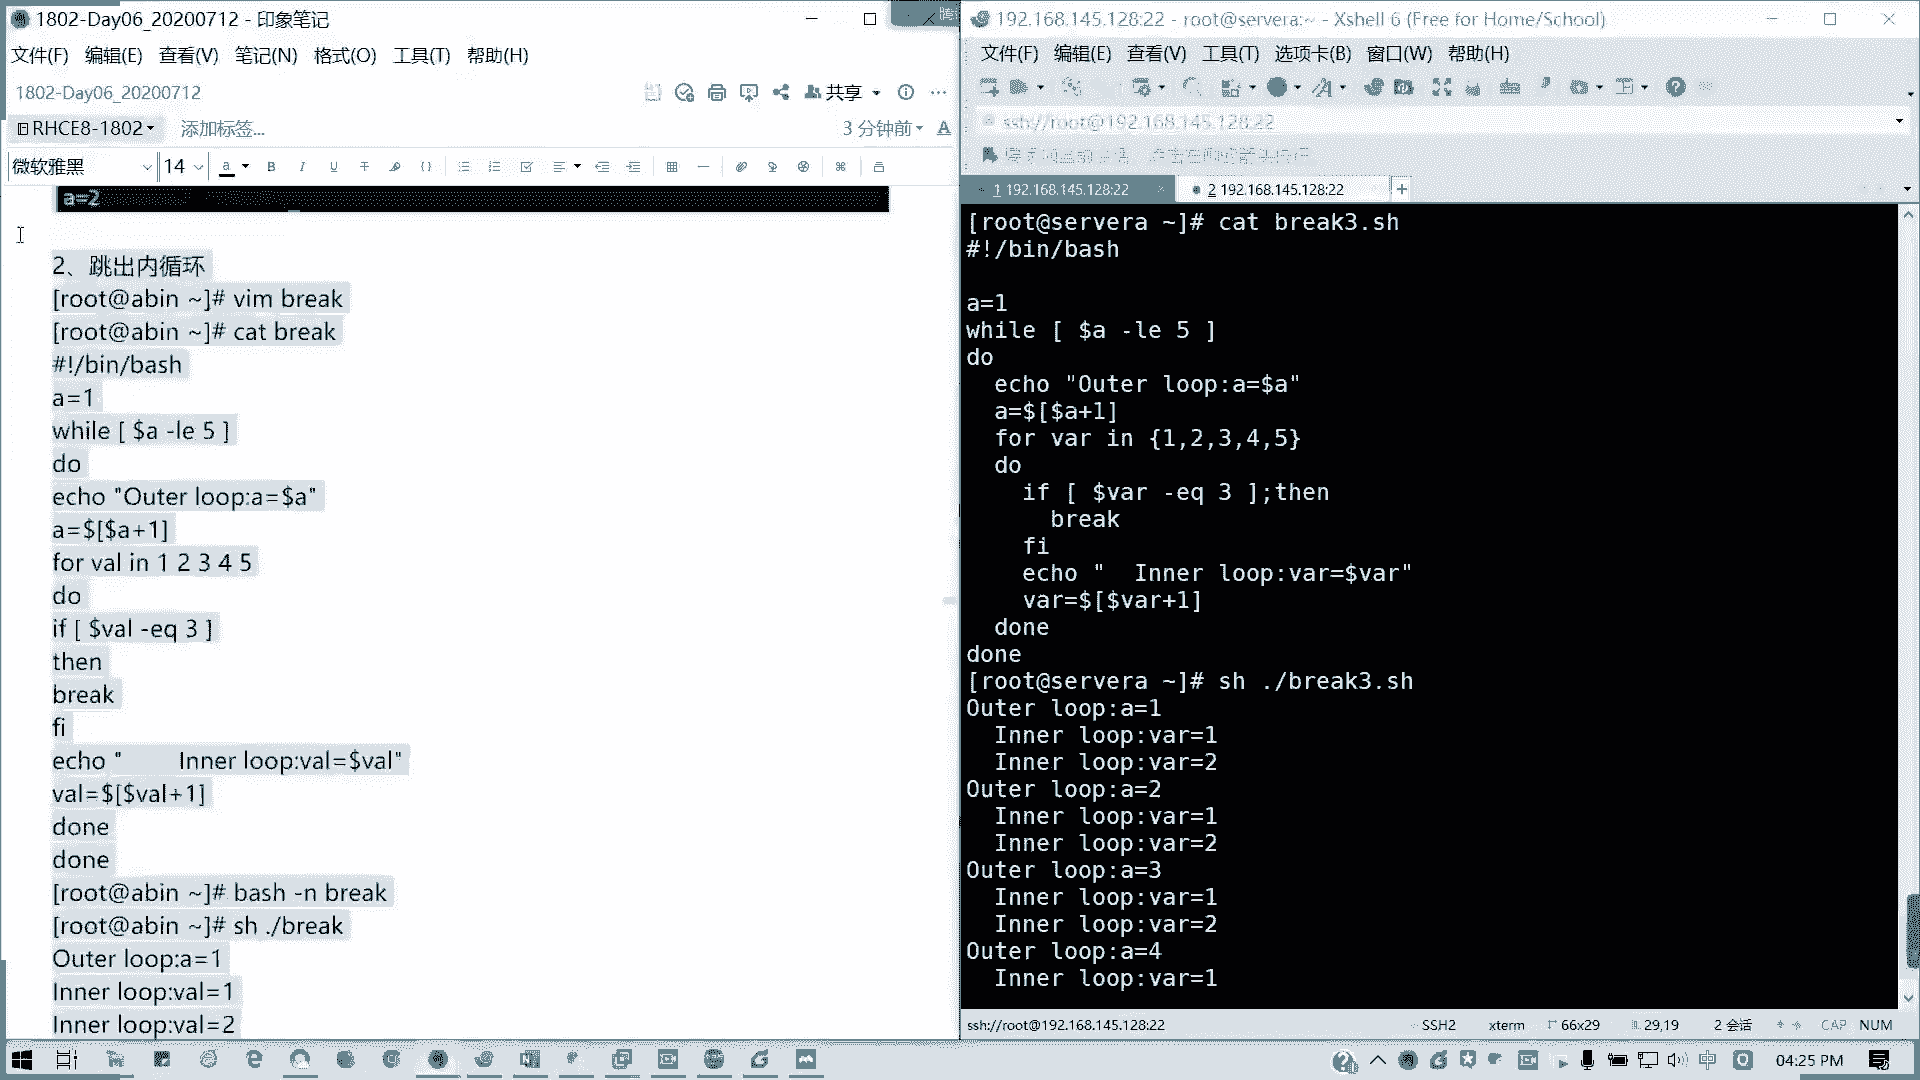 1802-Day06_20200712 - 印象笔记
文件(F) 编辑(E) 查看(V) 笔记(N) 格式(O) 工具(T) 帮助(H)
1802-Day06_20200712
共享
RHCE8-1802
添加标签...
3 分钟前
微软雅黑 14
a=2
2、跳出内循环
[root@abin ~]# vim break
[root@abin ~]# cat break
#!/bin/bash
a=1
while [ $a -le 5 ]
do
echo "Outer loop:a=$a"
a=$[$a+1]
for val in 1 2 3 4 5
do
if [ $val -eq 3 ]
then
break
fi
echo "        Inner loop:val=$val"
val=$[$val+1]
done
done
[root@abin ~]# bash -n break
[root@abin ~]# sh ./break
Outer loop:a=1
Inner loop:val=1
Inner loop:val=2
192.168.145.128:22 - root@servera:~ - Xshell 6 (Free for Home/School)
文件(F) 编辑(E) 查看(V) 工具(T) 选项卡(B) 窗口(W) 帮助(H)
ssh://root@192.168.145.128:22
1 192.168.145.128:22
2 192.168.145.128:22
[root@servera ~]# cat break3.sh
#!/bin/bash
a=1
while [ $a -le 5 ]
do
  echo "Outer loop:a=$a"
  a=$[$a+1]
  for var in {1,2,3,4,5}
  do
    if [ $var -eq 3 ];then
      break
    fi
    echo "  Inner loop:var=$var"
    var=$[$var+1]
  done
done
[root@servera ~]# sh ./break3.sh
Outer loop:a=1
  Inner loop:var=1
  Inner loop:var=2
Outer loop:a=2
  Inner loop:var=1
  Inner loop:var=2
Outer loop:a=3
  Inner loop:var=1
  Inner loop:var=2
Outer loop:a=4
  Inner loop:var=1
ssh://root@192.168.145.128:22 SSH2 xterm 66x29 29,19 2 会话 CAP NUM
中 04:25 PM